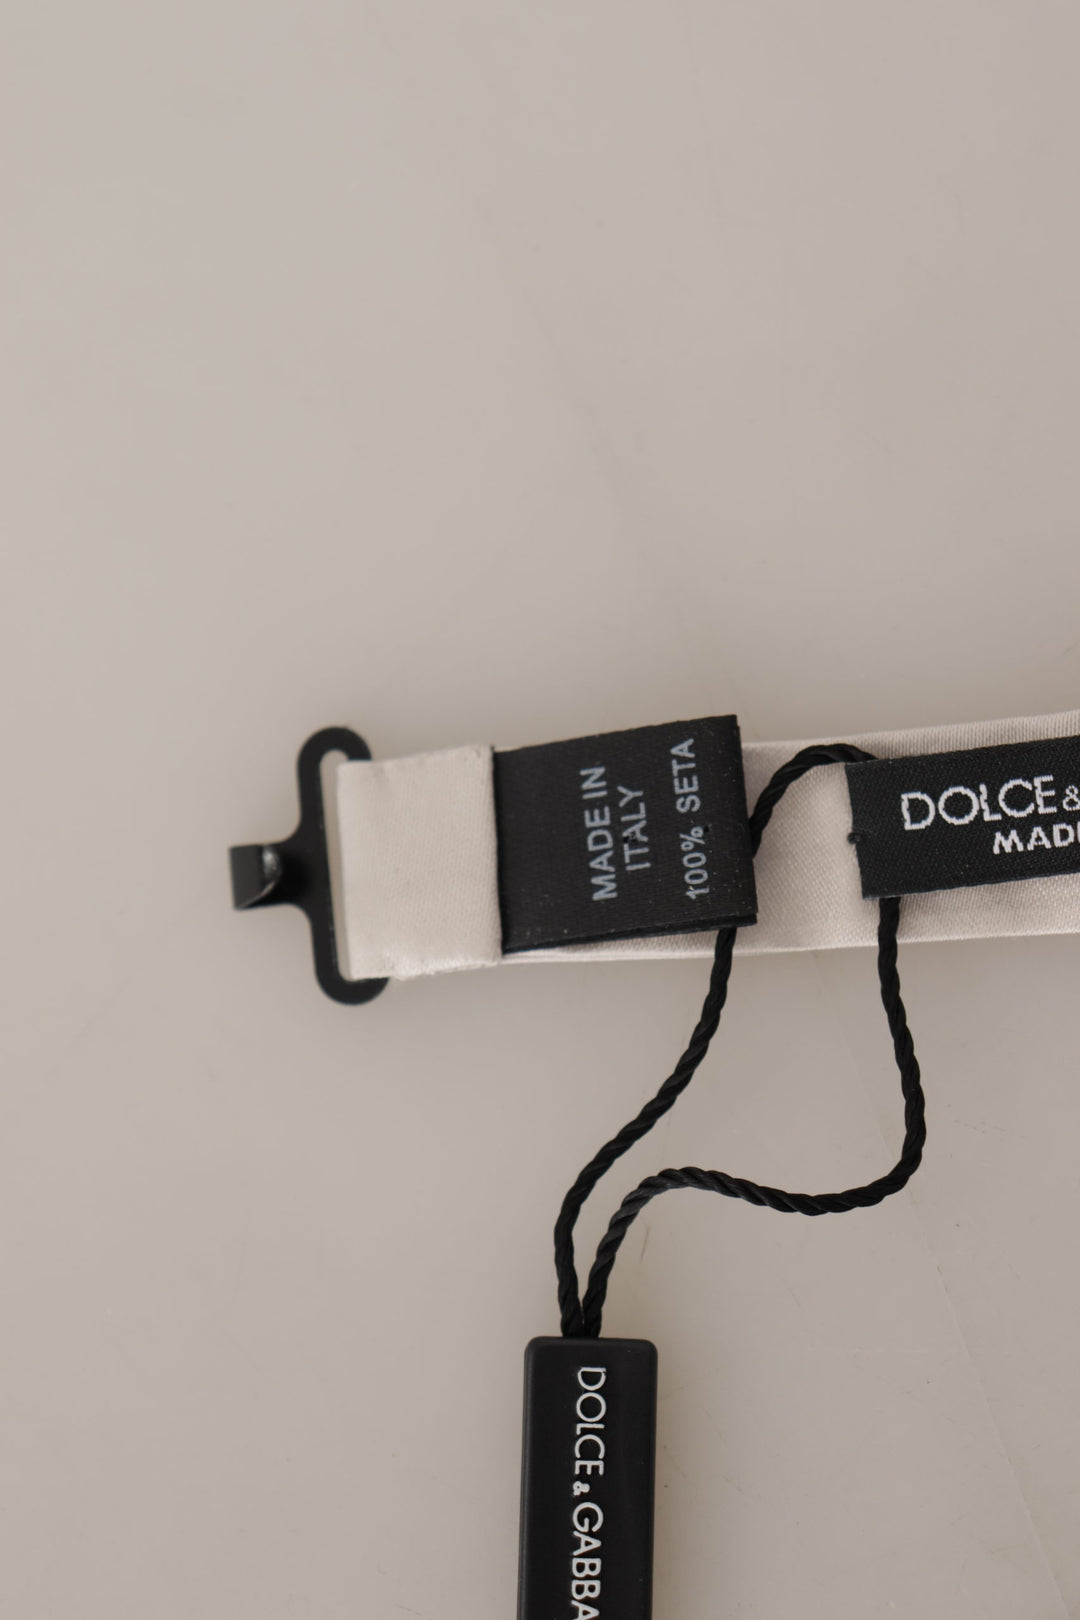 MADE IN
ITALY
100% SETA
DOLCE &
MADE
DOLCE & GABBA